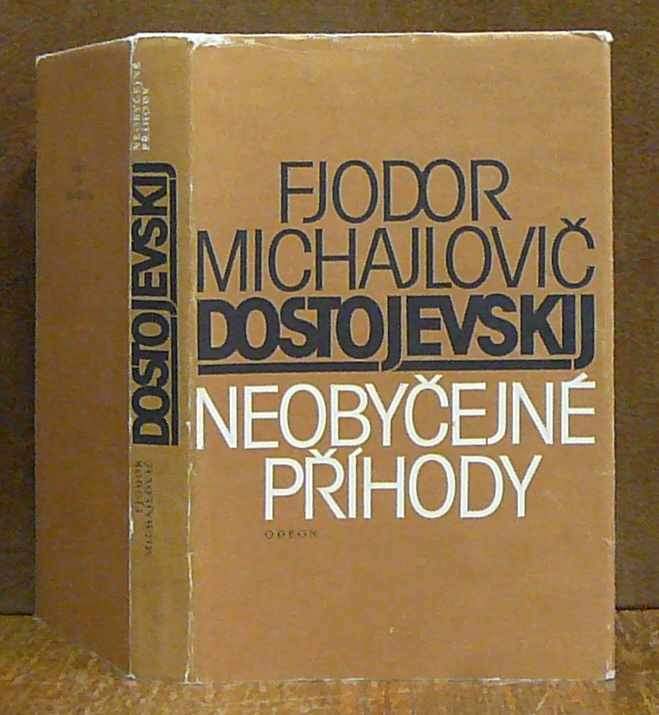 FJODOR
MICHAJLOVIČ
DOSTOJEVSKIJ
NEOBYČEJNÉ
PŘÍHODY
ODEON
NEOBYČEJNÉ
PŘÍHODY
DOSTOJEVSKIJ
FJODOR
MICHAJLOVIČ